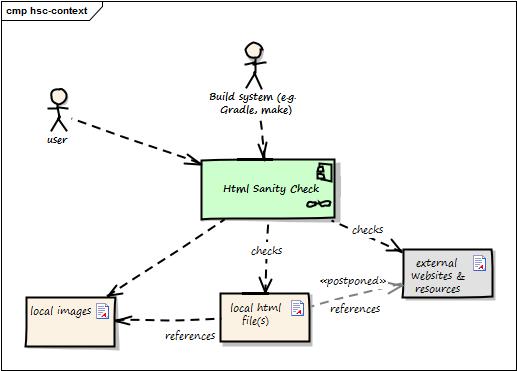 cmp hsc-context
Build system (e.g.
Gradle, make)
user
Html Sanity Check
checks
checks
external
websites &
resources
«postponed»
local images
local html
file(s)
references
references